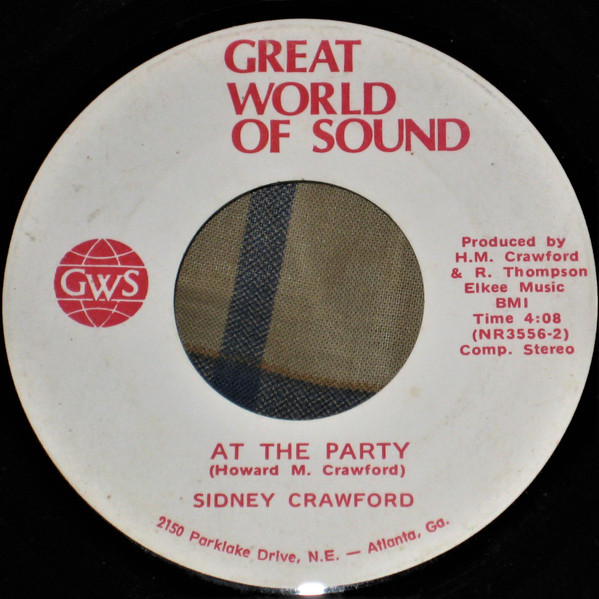 GREAT
WORLD
OF SOUND
GWS
Produced by
H.M. Crawford
& R. Thompson
Elkee Music
BMI
Time 4:08
(NR3556-2)
Comp. Stereo
AT THE PARTY
(Howard M. Crawford)
SIDNEY CRAWFORD
2150 Parklake Drive, N.E. — Atlanta, Ga.